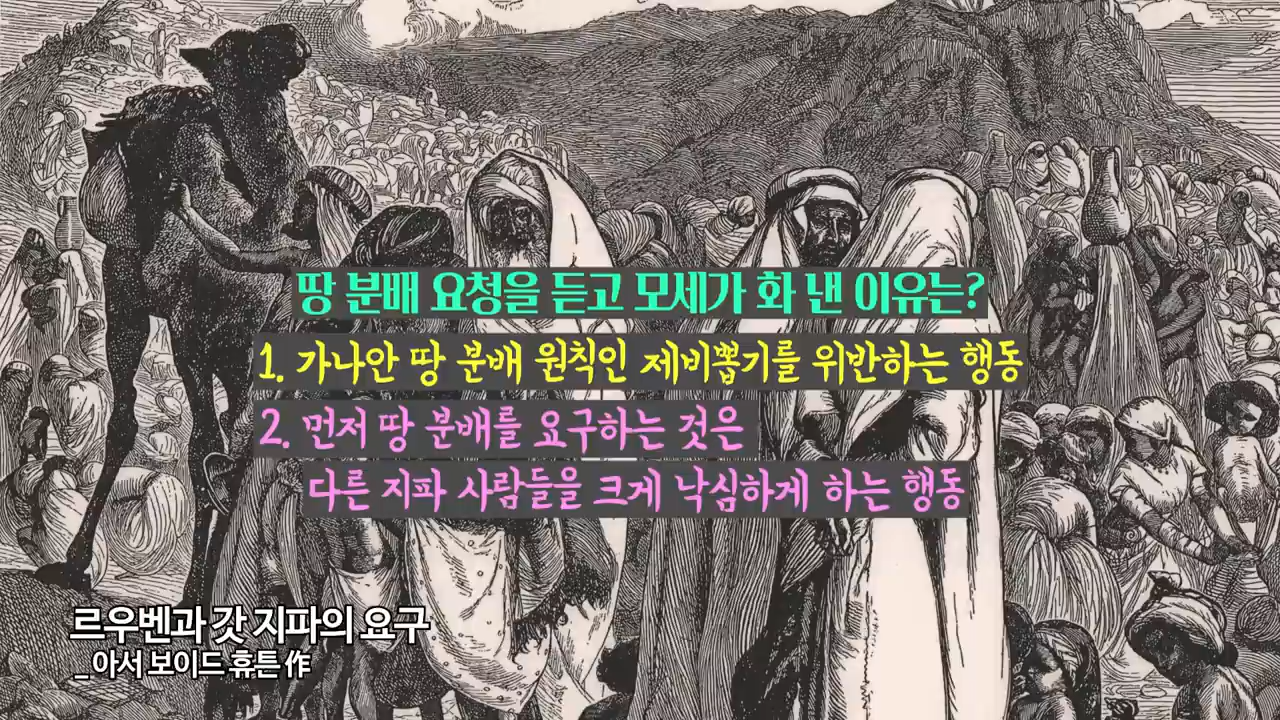 땅 분배 요청을 듣고 모세가 화 낸 이유는?
1. 가나안 땅 분배 원칙인 제비뽑기를 위반하는 행동
2. 먼저 땅 분배를 요구하는 것은
다른 지파 사람들을 크게 낙심하게 하는 행동
르우벤과 갓 지파의 요구
_ 아서 보이드 휴튼 作